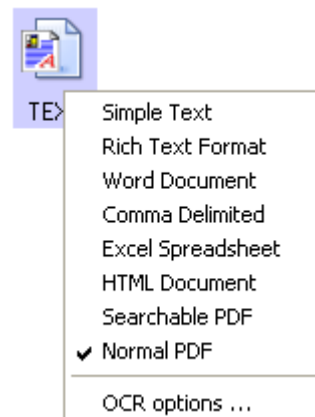 TEX
Simple Text
Rich Text Format
Word Document
Comma Delimited
Excel Spreadsheet
HTML Document
Searchable PDF
Normal PDF
OCR options ...